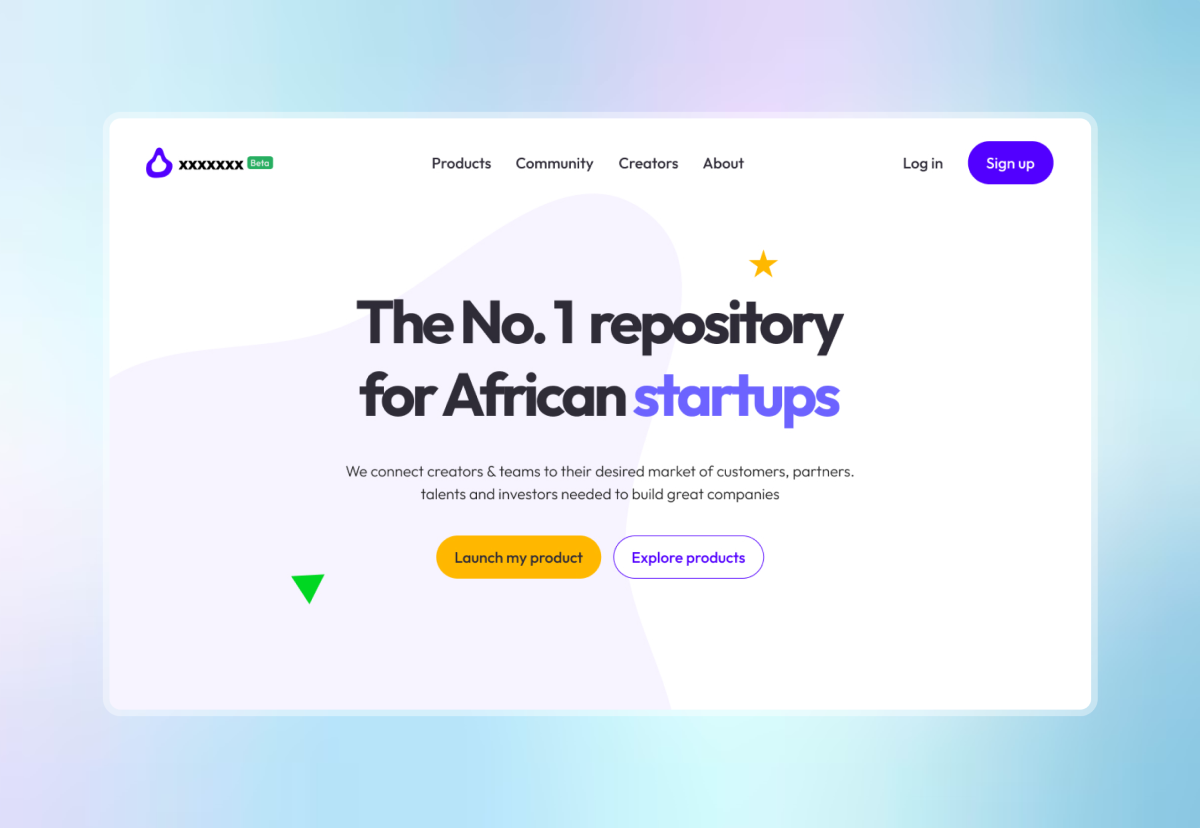 xxxxxxx Beta
Products Community Creators About
Log in Sign up
The No. 1 repository
for African startups
We connect creators & teams to their desired market of customers, partners.
talents and investors needed to build great companies
Launch my product Explore products